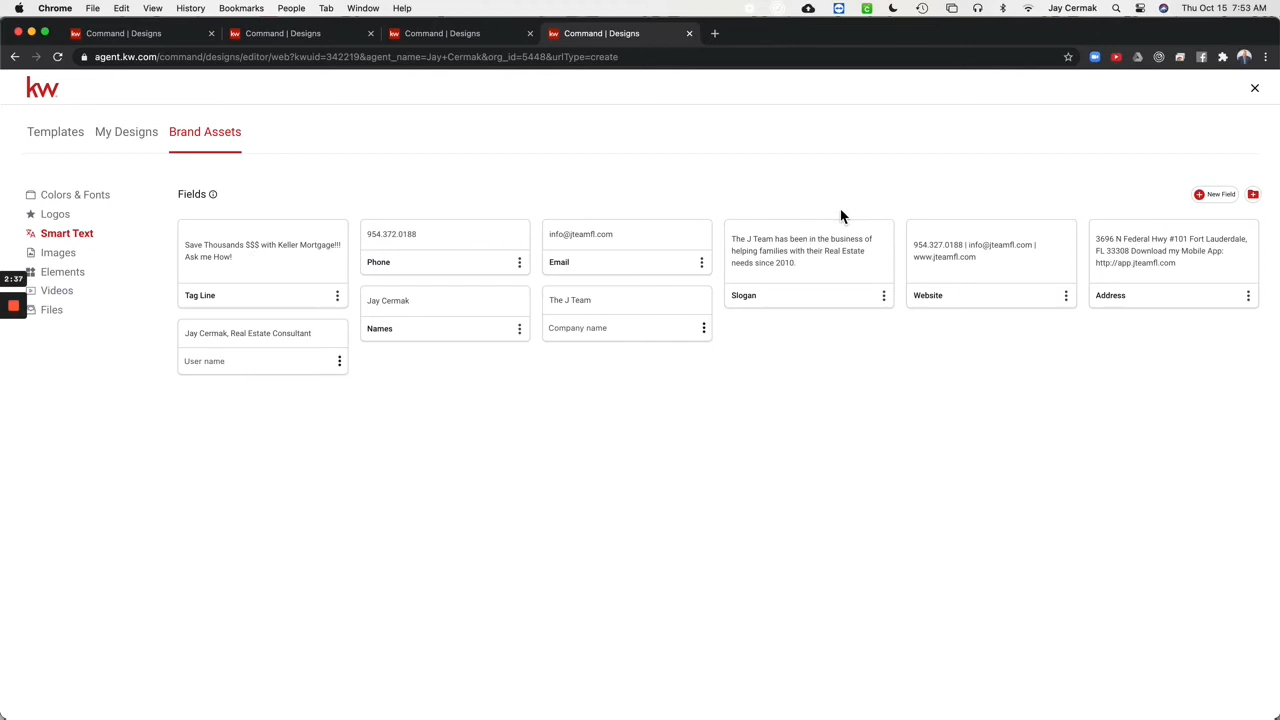 Chrome File Edit View History Bookmarks People Tab Window Help
Jay Cermak Thu Oct 15 7:53 AM
Command | Designs
Command | Designs
Command | Designs
Command | Designs
agent.kw.com/command/designs/editor/web?kwuid=342219&agent_name=Jay+Cermak&org_id=5448&urlType=create
kw
Templates My Designs Brand Assets
Colors & Fonts
Logos
Smart Text
Images
Elements
Videos
Files
2:37
Fields
New Field
Save Thousands $$$ with Keller Mortgage!!!
Ask me How!
Tag Line
954.372.0188
Phone
info@jteamfl.com
Email
The J Team has been in the business of
helping families with their Real Estate
needs since 2010.
Slogan
954.327.0188 | info@jteamfl.com |
www.jteamfl.com
Website
3696 N Federal Hwy #101 Fort Lauderdale,
FL 33308 Download my Mobile App:
http://app.jteamfl.com
Address
Jay Cermak, Real Estate Consultant
User name
Jay Cermak
Names
The J Team
Company name